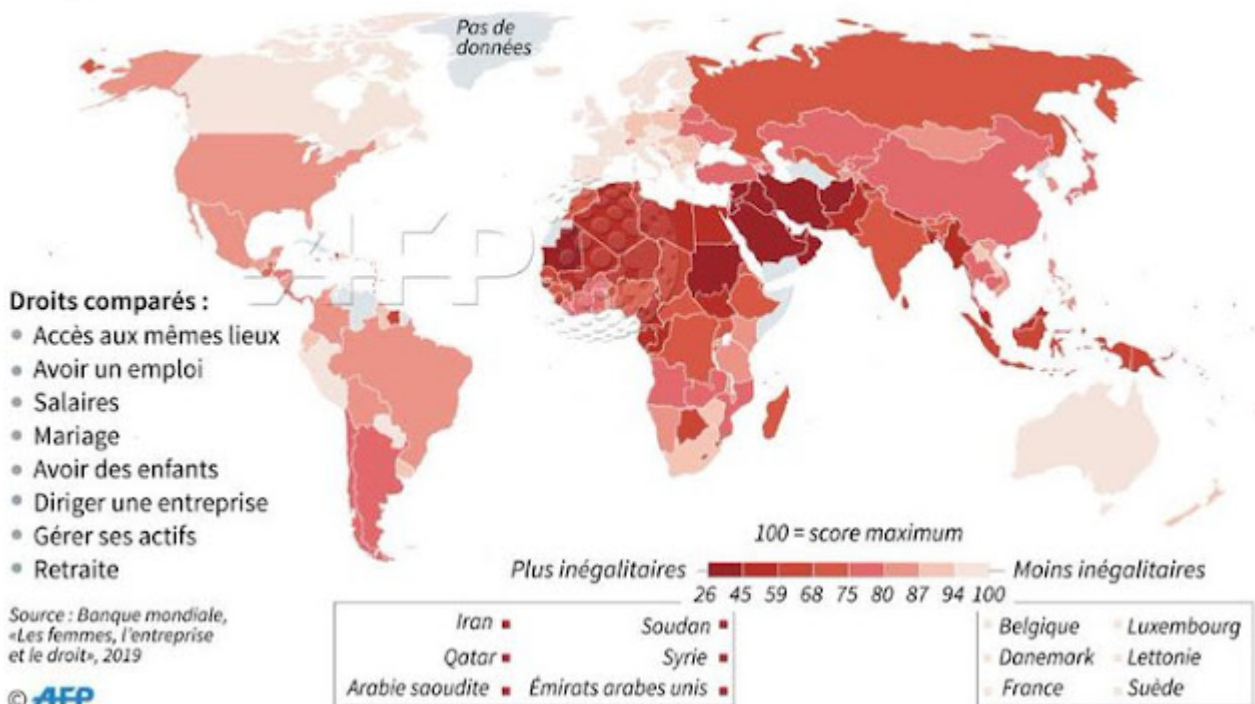 Pas de
données
AFP
Droits comparés :
Accès aux mêmes lieux
Avoir un emploi
Salaires
Mariage
Avoir des enfants
Diriger une entreprise
Gérer ses actifs
Retraite
100 = score maximum
Plus inégalitaires
Moins inégalitaires
26 45 59 68 75 80 87 94 100
Source : Banque mondiale,
«Les femmes, l'entreprise
et le droit», 2019
© AFP
Iran Soudan
Qatar Syrie
Arabie saoudite Émirats arabes unis
Belgique Luxembourg
Danemark Lettonie
France Suède